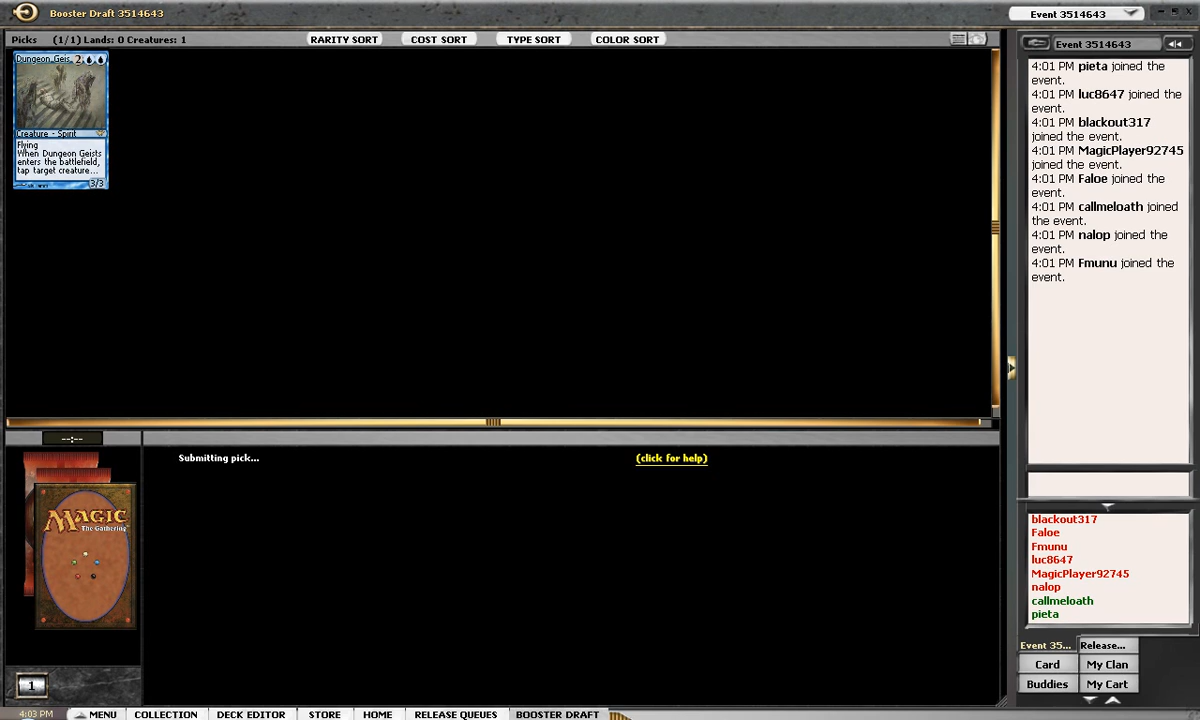 Booster Draft 3514643
Event 3514643
Picks (1/1) Lands: 0 Creatures: 1
RARITY SORT
COST SORT
TYPE SORT
COLOR SORT
Event 3514643
Dungeon Geis 2
Creature - Spirit
Flying
When Dungeon Geists
enters the battlefield,
tap target creature...
3/3
4:01 PM pieta joined the
event.
4:01 PM luc8647 joined the
event.
4:01 PM blackout317
joined the event.
4:01 PM MagicPlayer92745
joined the event.
4:01 PM Faloe joined the
event.
4:01 PM callmeloath joined
the event.
4:01 PM nalop joined the
event.
4:01 PM Fmunu joined the
event.
--:--
Submitting pick...
(click for help)
MAGIC
The Gathering
1
blackout317
Faloe
Fmunu
luc8647
MagicPlayer92745
nalop
callmeloath
pieta
Event 35...
Release...
Card
My Clan
Buddies
My Cart
4:03 PM
MENU
COLLECTION
DECK EDITOR
STORE
HOME
RELEASE QUEUES
BOOSTER DRAFT